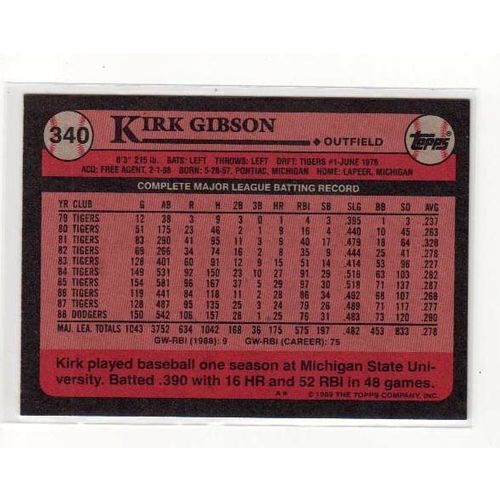 340 KIRK GIBSON OUTFIELD Topps
6'3" 215 lb. BATS: LEFT THROWS: LEFT DRFT: TIGERS #1-JUNE 1978
ACQ: FREE AGENT, 2-1-88 BORN: 5-28-57, PONTIAC, MICHIGAN HOME: LAPEER, MICHIGAN
COMPLETE MAJOR LEAGUE BATTING RECORD
YR CLUB G AB R H 2B 3B HR RBI SB SLG BB SO AVG
79 TIGERS 12 38 3 9 3 0 1 4 3 .395 1 3 .237
80 TIGERS 51 175 23 46 2 1 9 16 4 .440 10 45 .263
81 TIGERS 83 290 41 95 11 3 9 40 17 .479 18 64 .328
82 TIGERS 69 266 34 74 16 2 8 35 9 .444 25 41 .278
83 TIGERS 128 401 60 91 12 9 15 51 14 .414 53 96 .227
84 TIGERS 149 531 92 150 23 10 27 91 29 .516 63 103 .282
85 TIGERS 154 581 96 167 37 5 29 97 30 .518 71 137 .287
86 TIGERS 119 441 84 118 11 2 28 86 34 .492 68 107 .268
87 TIGERS 128 487 95 135 25 3 24 79 26 .489 71 117 .277
88 DODGERS 150 542 106 157 28 1 25 76 31 .483 73 120 .290
MAJ. LEA. TOTALS 1043 3752 634 1042 168 36 175 575 197 .482 453 833 .278
GW-RBI (1988): 9 GW-RBI (CAREER): 75
Kirk played baseball one season at Michigan State Uni-
versity. Batted .390 with 16 HR and 52 RBI in 48 games.
A* © 1989 THE TOPPS COMPANY, INC.